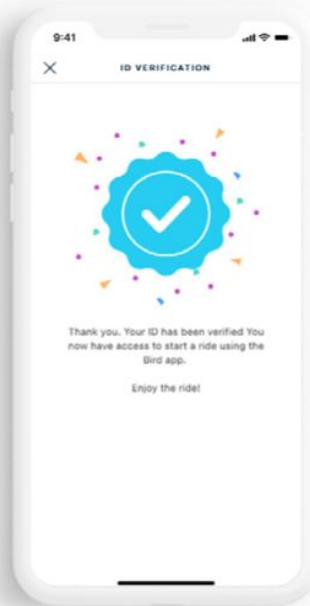 9:41
ID VERIFICATION
Thank you. Your ID has been verified You
now have access to start a ride using the
Bird app.
Enjoy the ride!